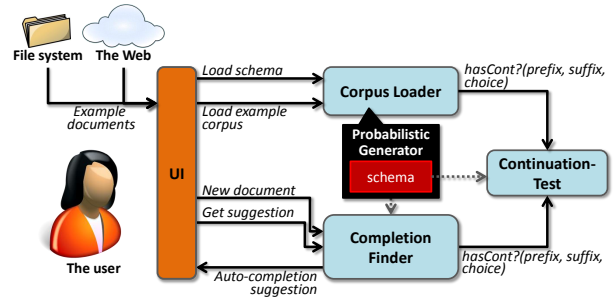 File system
The Web
Example
documents
The user
UI
Load schema
Load example
corpus
New document
Get suggestion
Auto-completion
suggestion
Corpus Loader
Probabilistic
Generator
schema
Completion
Finder
hasCont?(prefix, suffix,
choice)
Continuation-
Test
hasCont?(prefix, suffix,
choice)